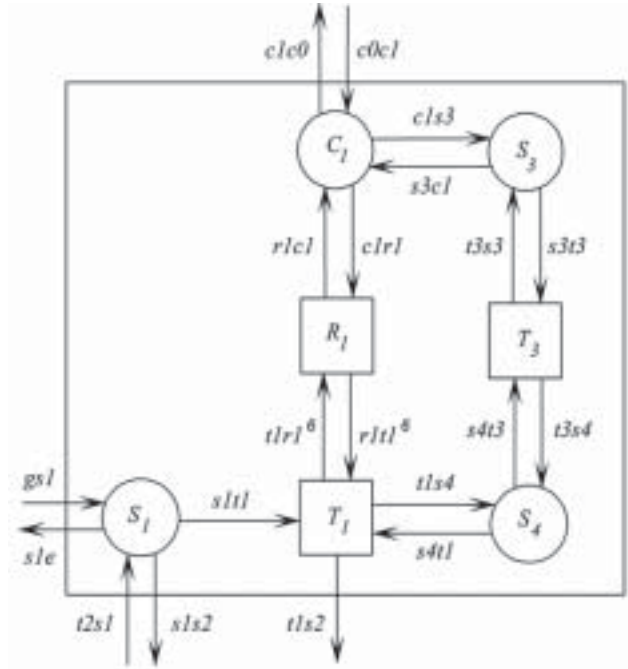 c1c0 c0c1
c1s3
C1 S3
s3c1
r1c1 c1r1 t3s3 s3t3
R1 T3
t1r1⁶ r1t1⁶ s4t3 t3s4
gs1 t1s4
S1 s1t1 T1 S4
s1e s4t1
t2s1 s1s2 t1s2